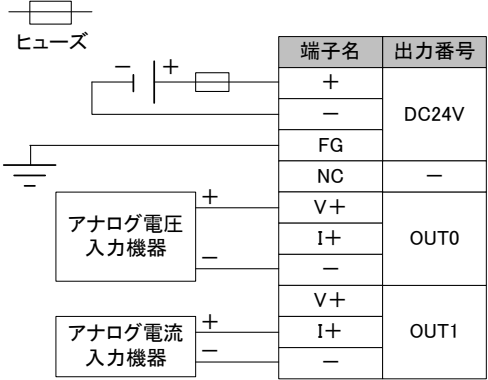 ヒューズ
端子名 出力番号
－ ＋ ＋ DC24V
－
FG
NC －
アナログ電圧
入力機器
＋ V＋ OUT0
I＋
－ －
V＋ OUT1
アナログ電流
入力機器
＋ I＋
－ －